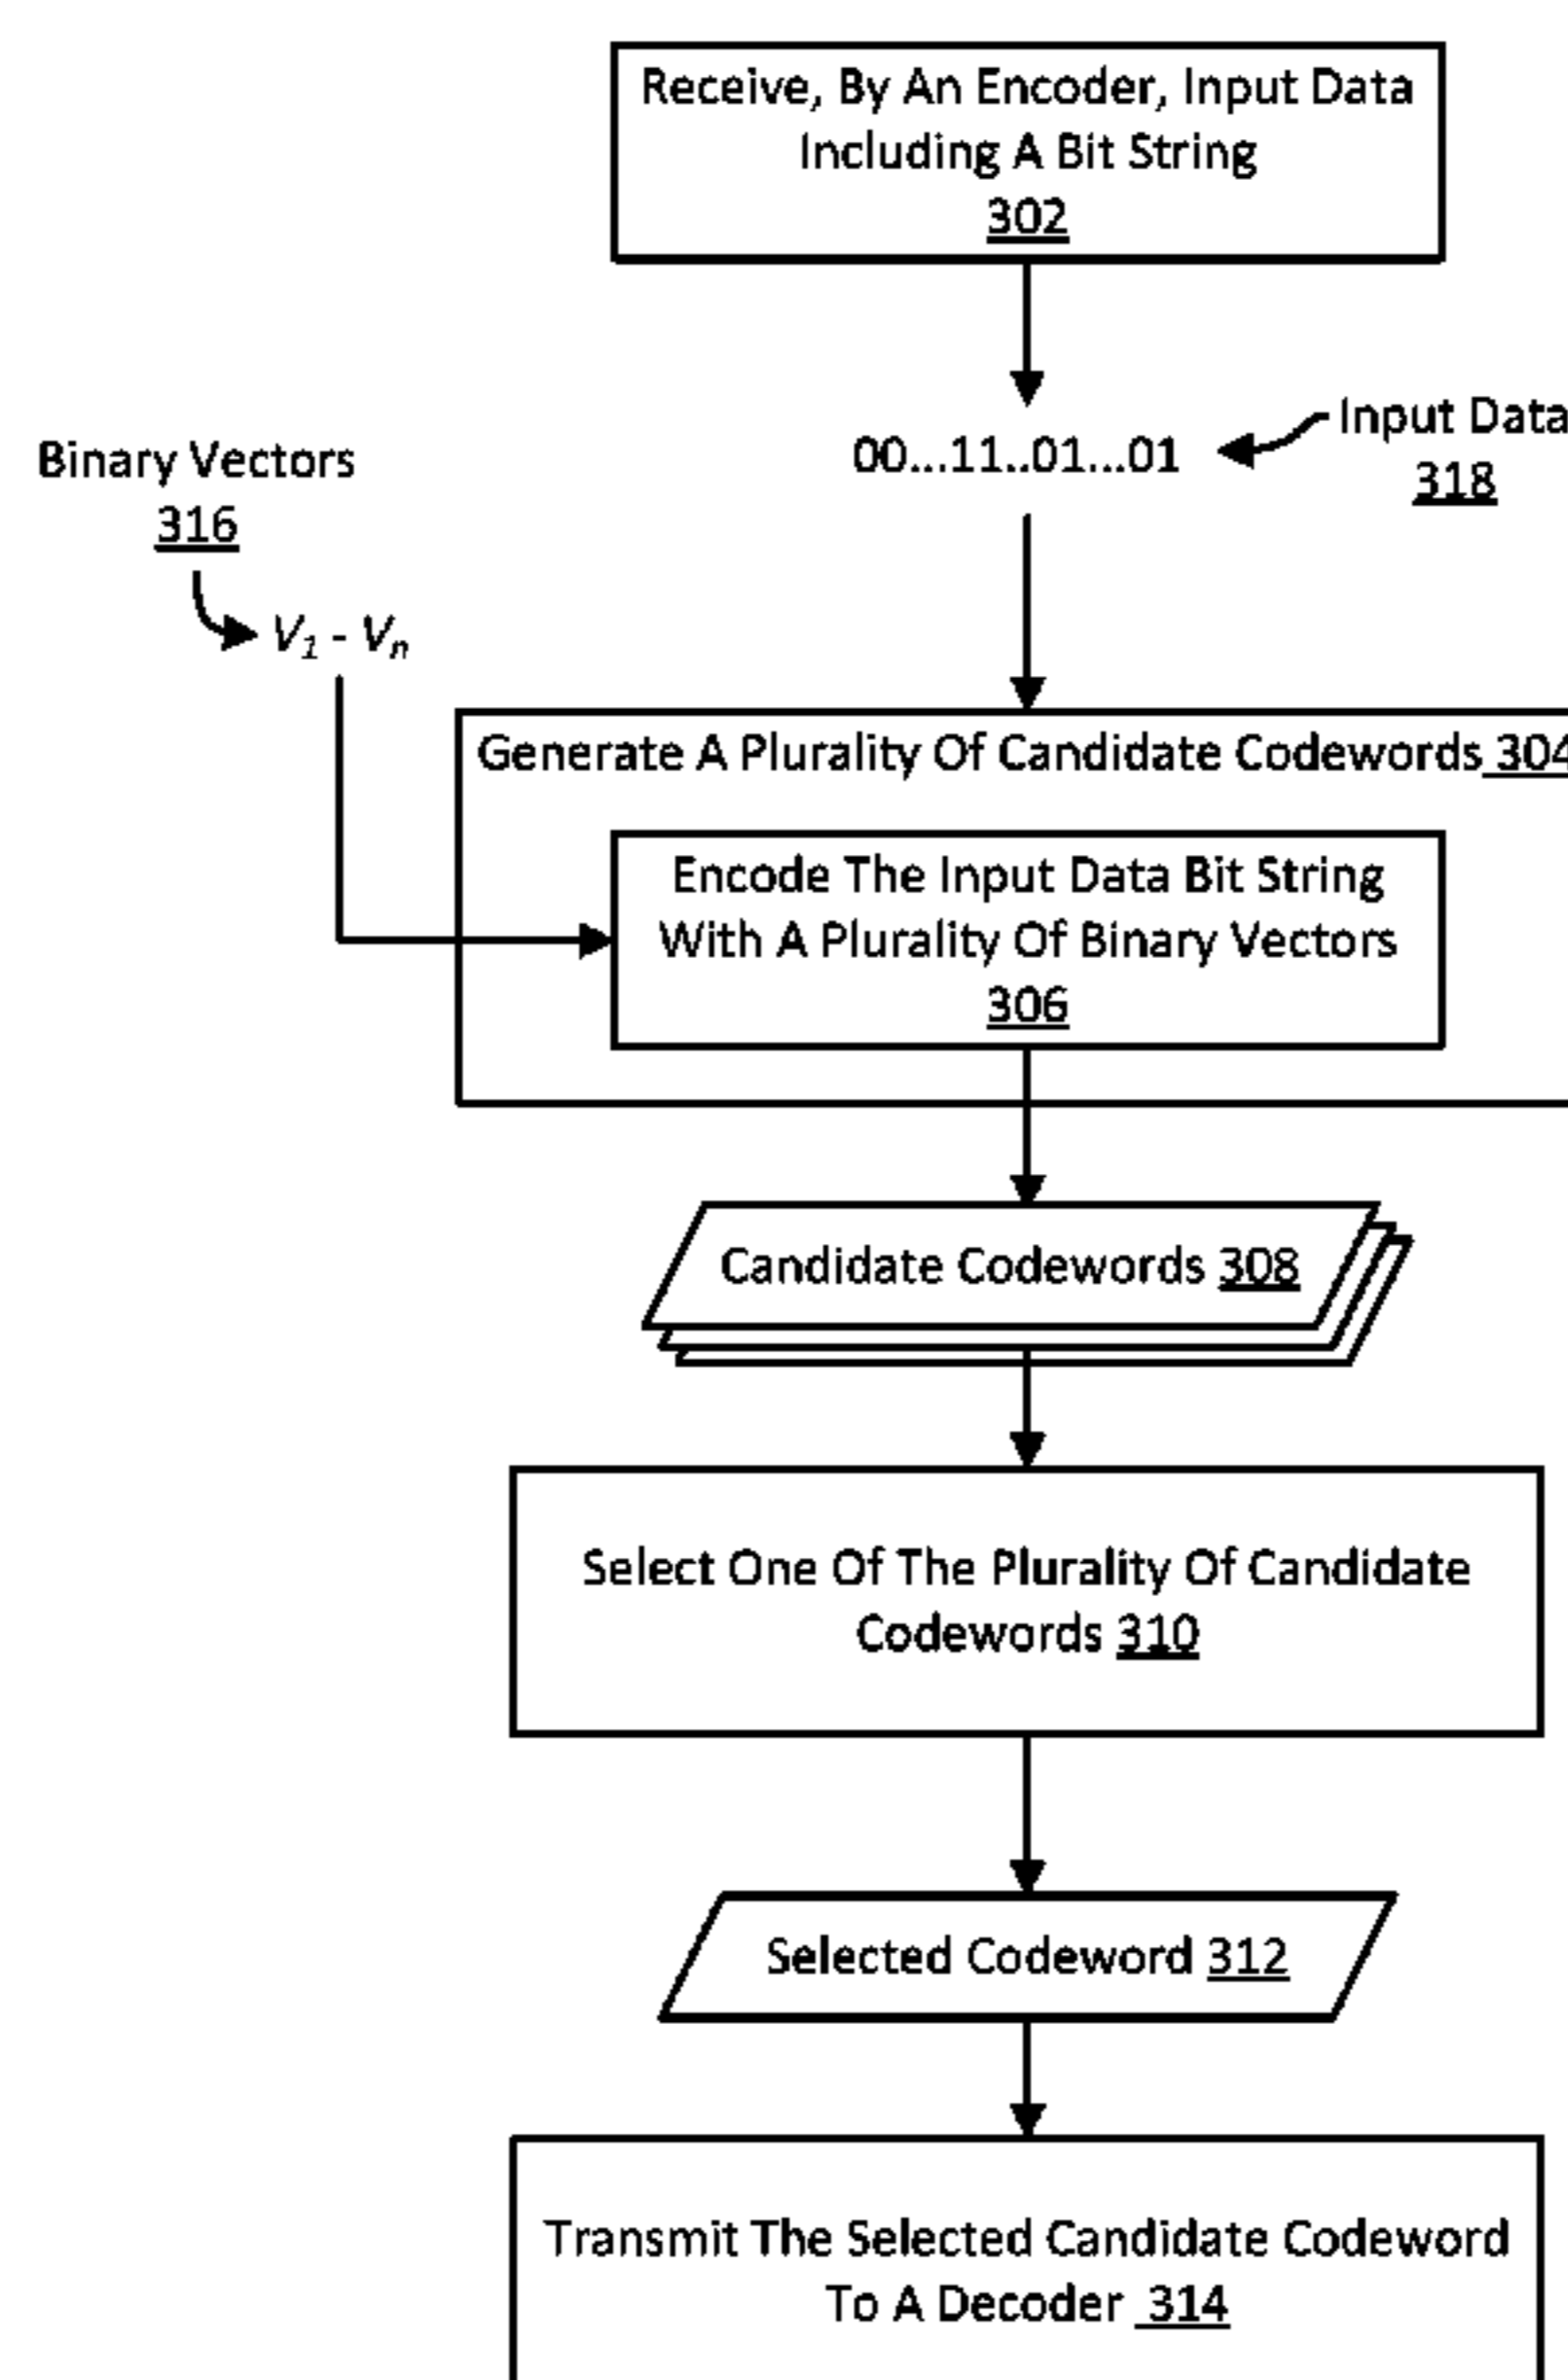 Receive, By An Encoder, Input Data
Including A Bit String
302
Input Data
318
00...11..01...01
Binary Vectors
316
V1 - Vn
Generate A Plurality Of Candidate Codewords 304
Encode The Input Data Bit String
With A Plurality Of Binary Vectors
306
Candidate Codewords 308
Select One Of The Plurality Of Candidate
Codewords 310
Selected Codeword 312
Transmit The Selected Candidate Codeword
To A Decoder 314